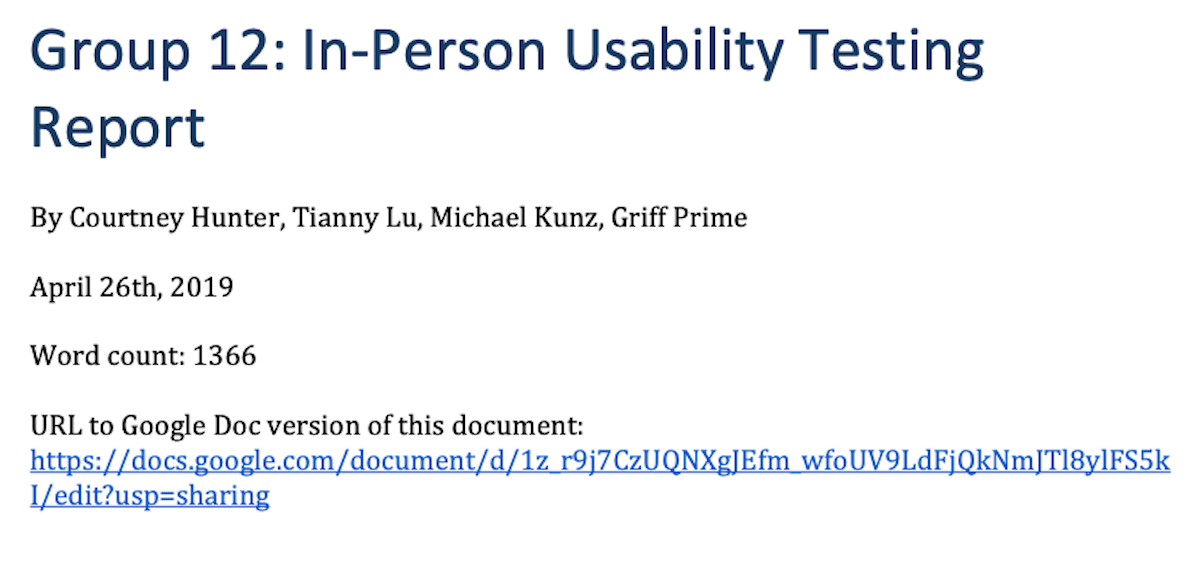 Group 12: In-Person Usability Testing
Report
By Courtney Hunter, Tianny Lu, Michael Kunz, Griff Prime
April 26th, 2019
Word count: 1366
URL to Google Doc version of this document:
https://docs.google.com/document/d/1z_r9j7CzUQNXgJEfm_wfoUV9LdFjQkNmJTl8ylFS5k
I/edit?usp=sharing